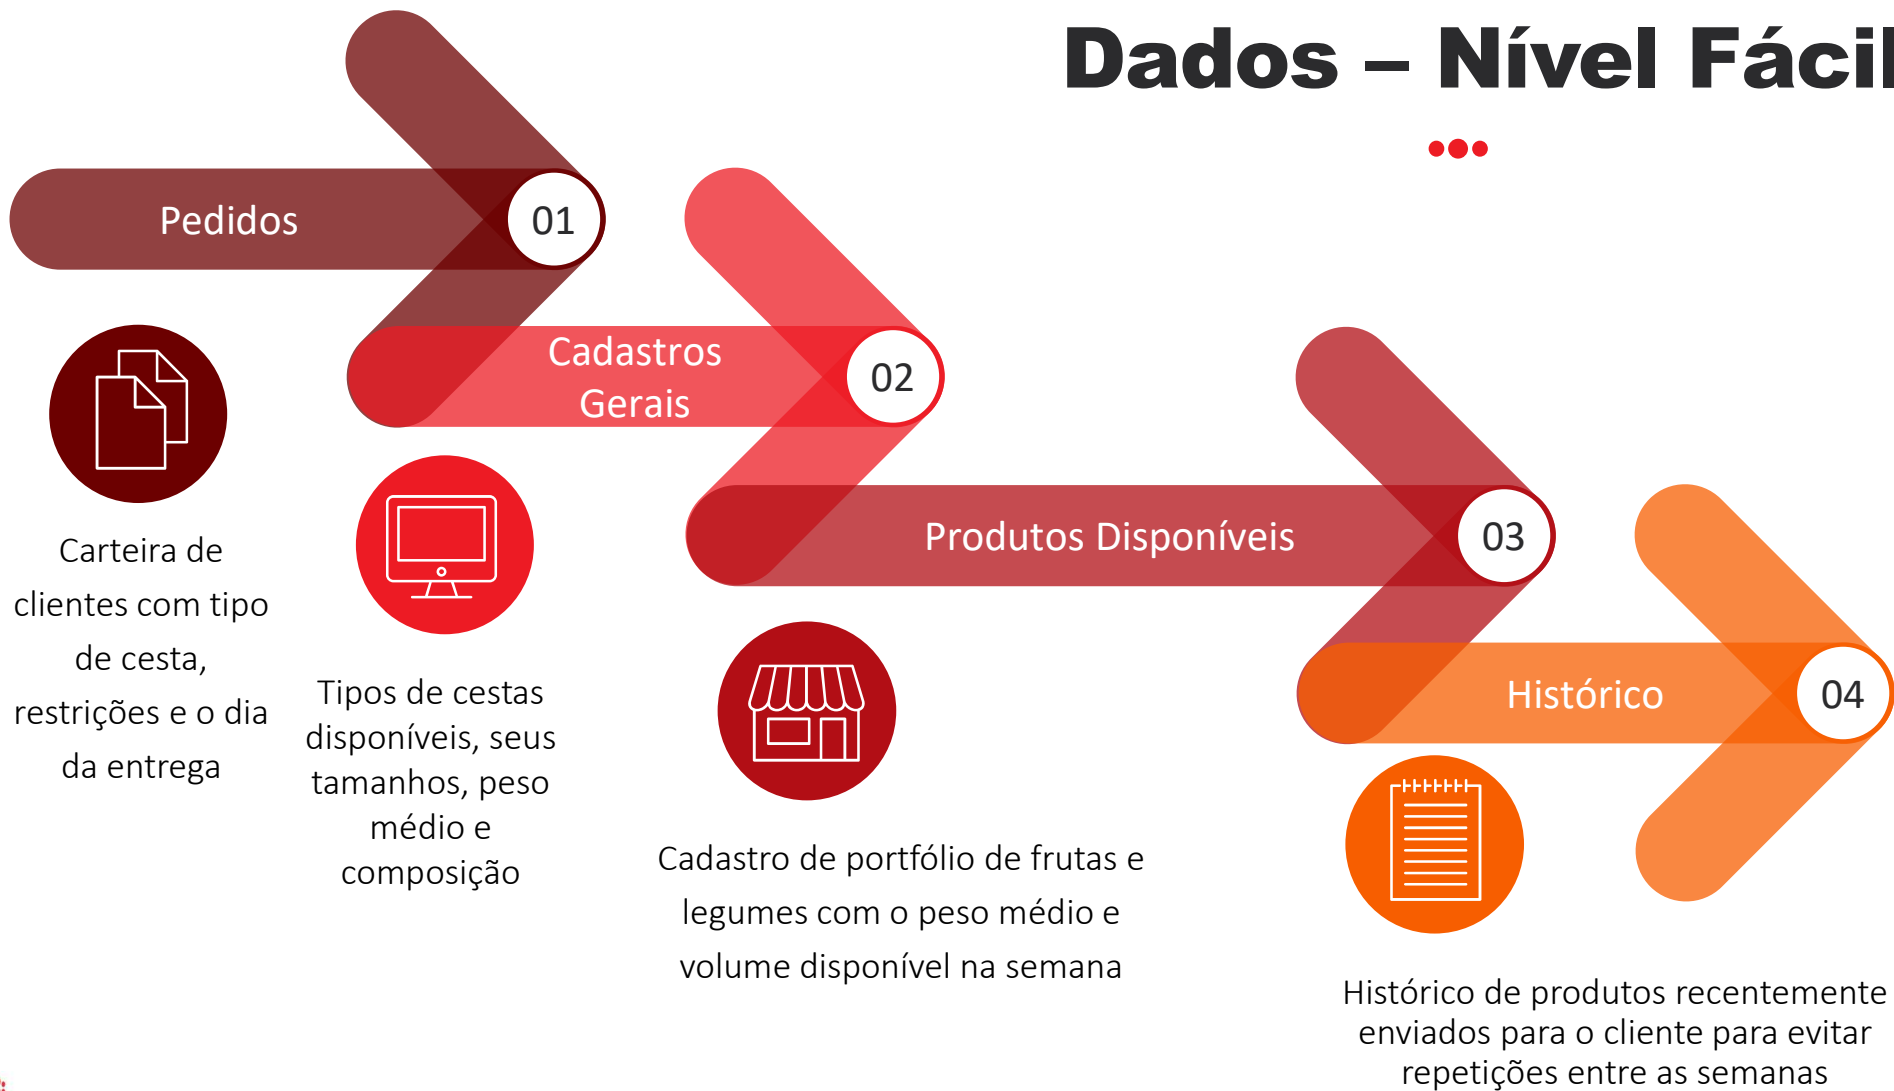 Dados – Nível Fácil
Pedidos
01
Carteira de
clientes com tipo
de cesta,
restrições e o dia
da entrega
Cadastros
Gerais
02
Tipos de cestas
disponíveis, seus
tamanhos, peso
médio e
composição
Produtos Disponíveis
03
Cadastro de portfólio de frutas e
legumes com o peso médio e
volume disponível na semana
Histórico
04
Histórico de produtos recentemente
enviados para o cliente para evitar
repetições entre as semanas